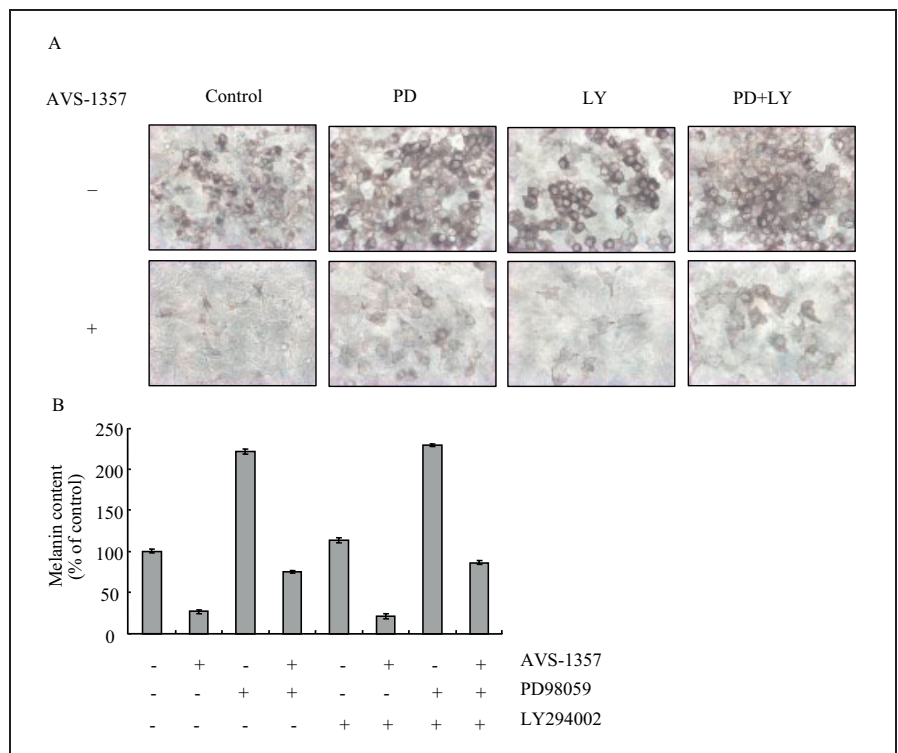 A
AVS-1357 Control PD LY PD+LY
–
+
B
250
200
150
100
50
0
Melanin content
(% of control)
- + - + - + - + AVS-1357
- - + + - - + + PD98059
- - - - + + + + LY294002